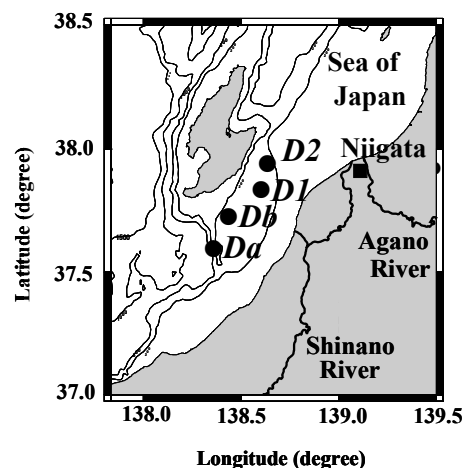 38.5
Sea of
Japan
38.0
D2
Niigata
D1
Db
Da
Agano
River
37.5
Shinano
River
37.0
138.0
138.5
139.0
139.5
Latitude (degree)
Longitude (degree)
1500